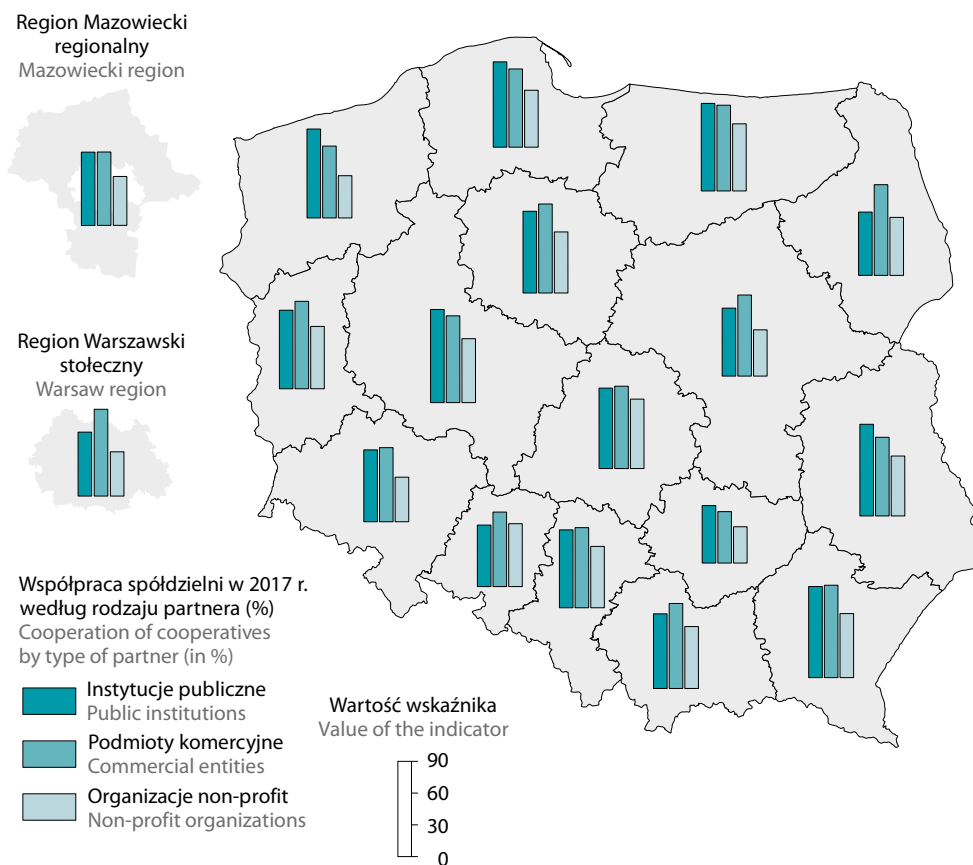 Region Mazowiecki
regionalny
Mazowiecki region
Region Warszawski
stołeczny
Warsaw region
Współpraca spółdzielni w 2017 r.
według rodzaju partnera (%)
Cooperation of cooperatives
by type of partner (in %)
Instytucje publiczne
Public institutions
Podmioty komercyjne
Commercial entities
Organizacje non-profit
Non-profit organizations
Wartość wskaźnika
Value of the indicator
90
60
30
0